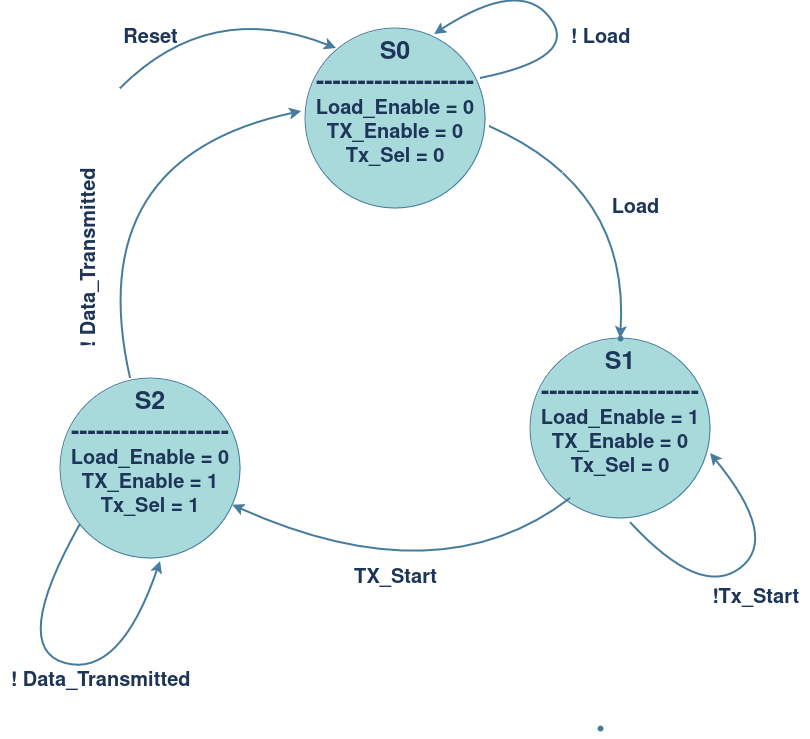 Reset
! Load
S0
-------------------
Load_Enable = 0
TX_Enable = 0
Tx_Sel = 0
Load
! Data_Transmitted
S1
-------------------
Load_Enable = 1
TX_Enable = 0
Tx_Sel = 0
S2
-------------------
Load_Enable = 0
TX_Enable = 1
Tx_Sel = 1
TX_Start
!Tx_Start
! Data_Transmitted